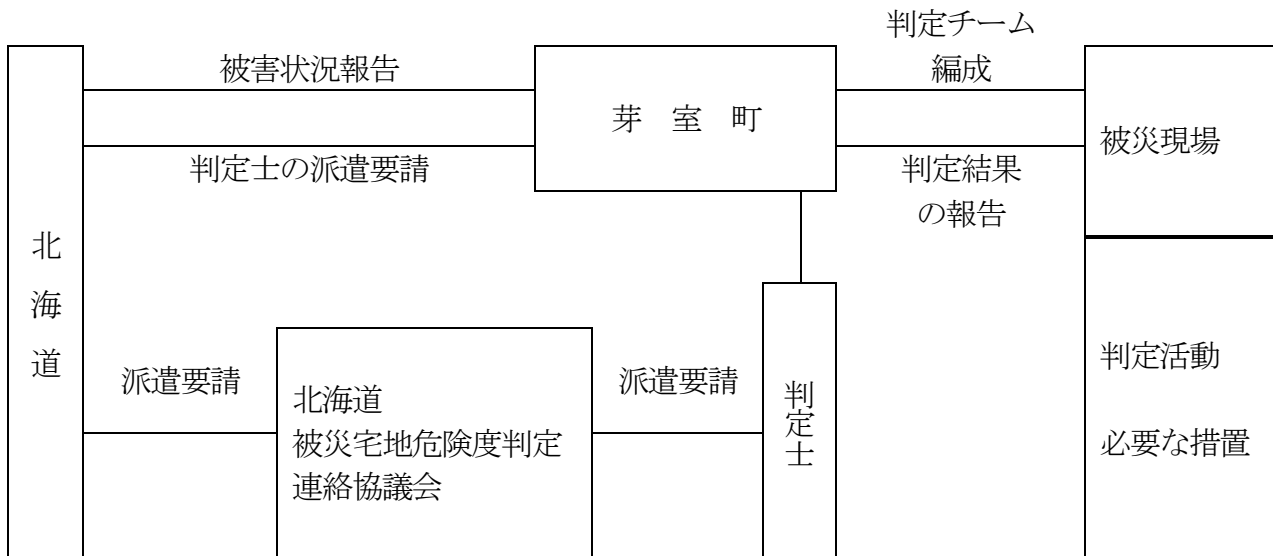 判定チーム
編成
被害状況報告
芽室町
被災現場
判定士の派遣要請
判定結果
の報告
北海道
派遣要請
北海道
被災宅地危険度判定
連絡協議会
派遣要請
判定士
判定活動
必要な措置